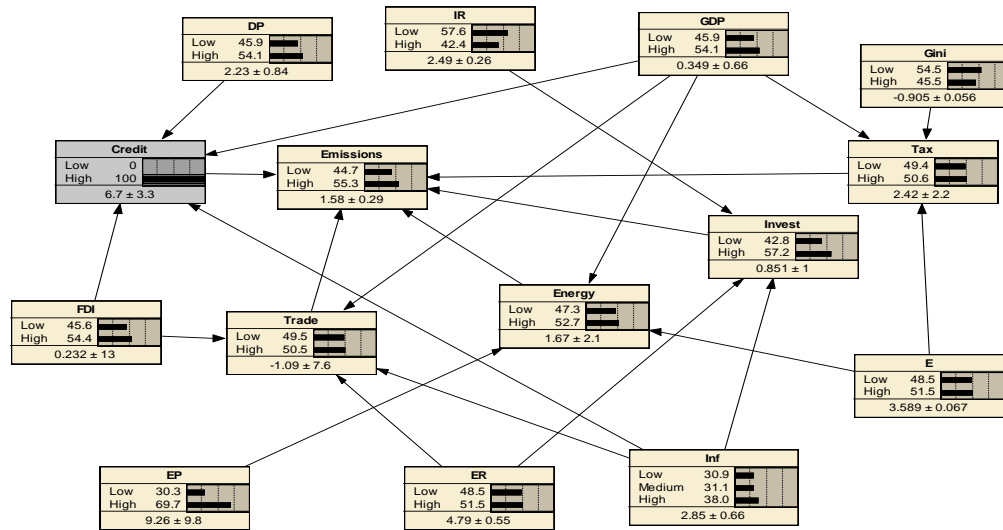 DP
Low 45.9
High 54.1
2.23 ± 0.84
IR
Low 57.6
High 42.4
2.49 ± 0.26
GDP
Low 45.9
High 54.1
0.349 ± 0.66
Gini
Low 54.5
High 45.5
-0.905 ± 0.056
Credit
Low 0
High 100
6.7 ± 3.3
Emissions
Low 44.7
High 55.3
1.58 ± 0.29
Tax
Low 49.4
High 50.6
2.42 ± 2.2
Invest
Low 42.8
High 57.2
0.851 ± 1
FDI
Low 45.6
High 54.4
0.232 ± 13
Trade
Low 49.5
High 50.5
-1.09 ± 7.6
Energy
Low 47.3
High 52.7
1.67 ± 2.1
E
Low 48.5
High 51.5
3.589 ± 0.067
EP
Low 30.3
High 69.7
9.26 ± 9.8
ER
Low 48.5
High 51.5
4.79 ± 0.55
Inf
Low 30.9
Medium 31.1
High 38.0
2.85 ± 0.66